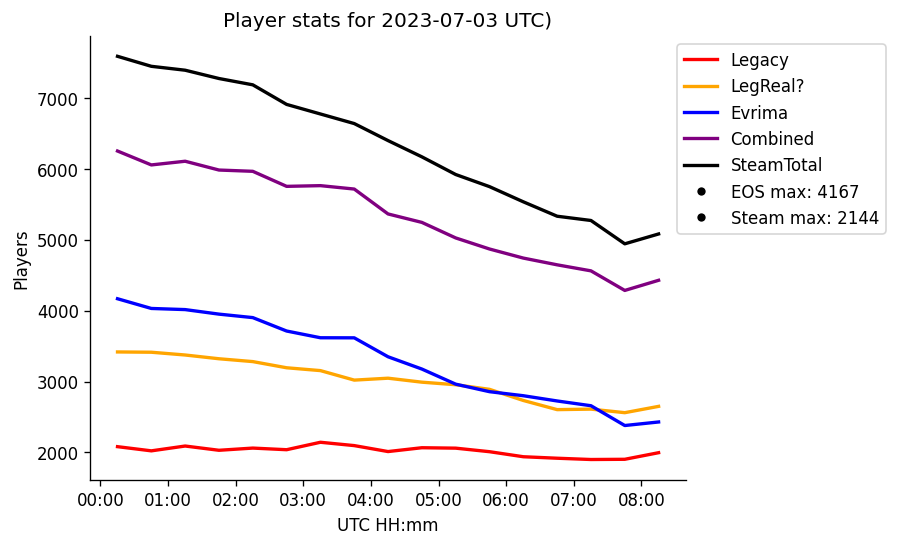 Player stats for 2023-07-03 UTC)
Legacy
LegReal?
Evrima
Combined
SteamTotal
EOS max: 4167
Steam max: 2144
Players
7000
6000
5000
4000
3000
2000
00:00 01:00 02:00 03:00 04:00 05:00 06:00 07:00 08:00
UTC HH:mm